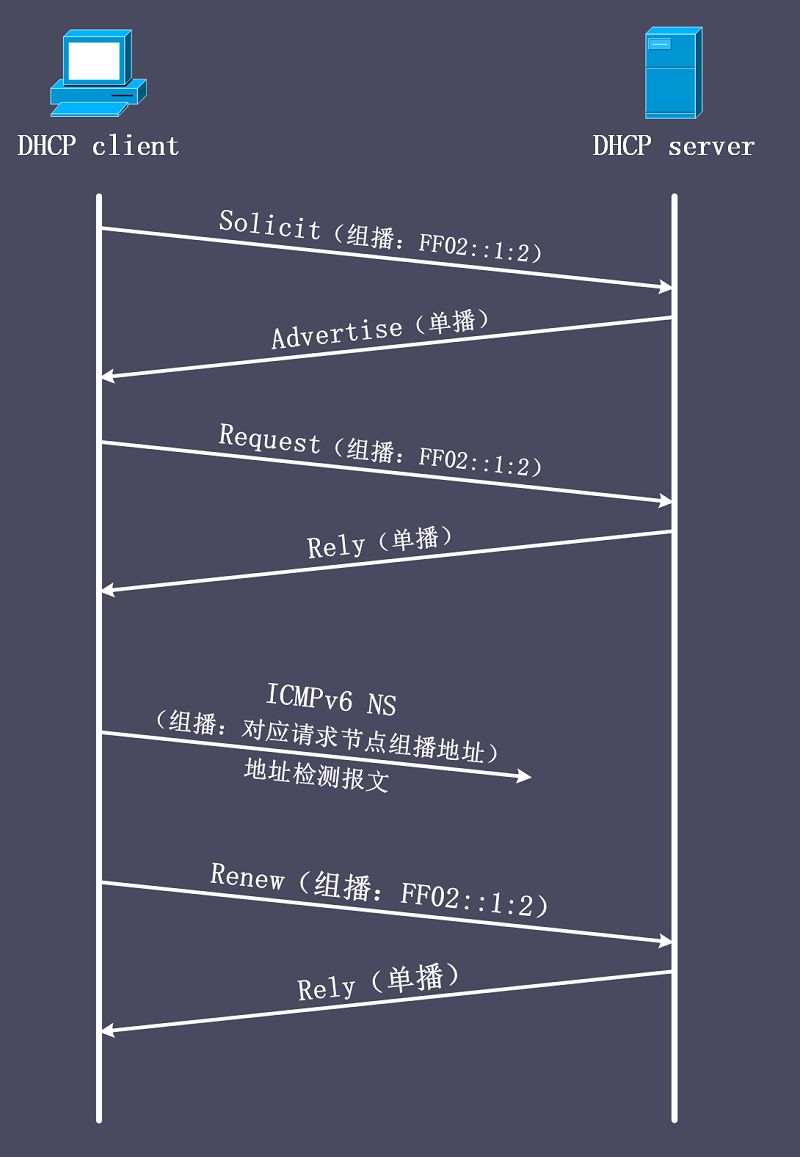 DHCP client
DHCP server
Solicit（组播：FF02::1:2）
Advertise（单播）
Request（组播：FF02::1:2）
Rely（单播）
ICMPv6 NS
（组播：对应请求节点组播地址）
地址检测报文
Renew（组播：FF02::1:2）
Rely（单播）